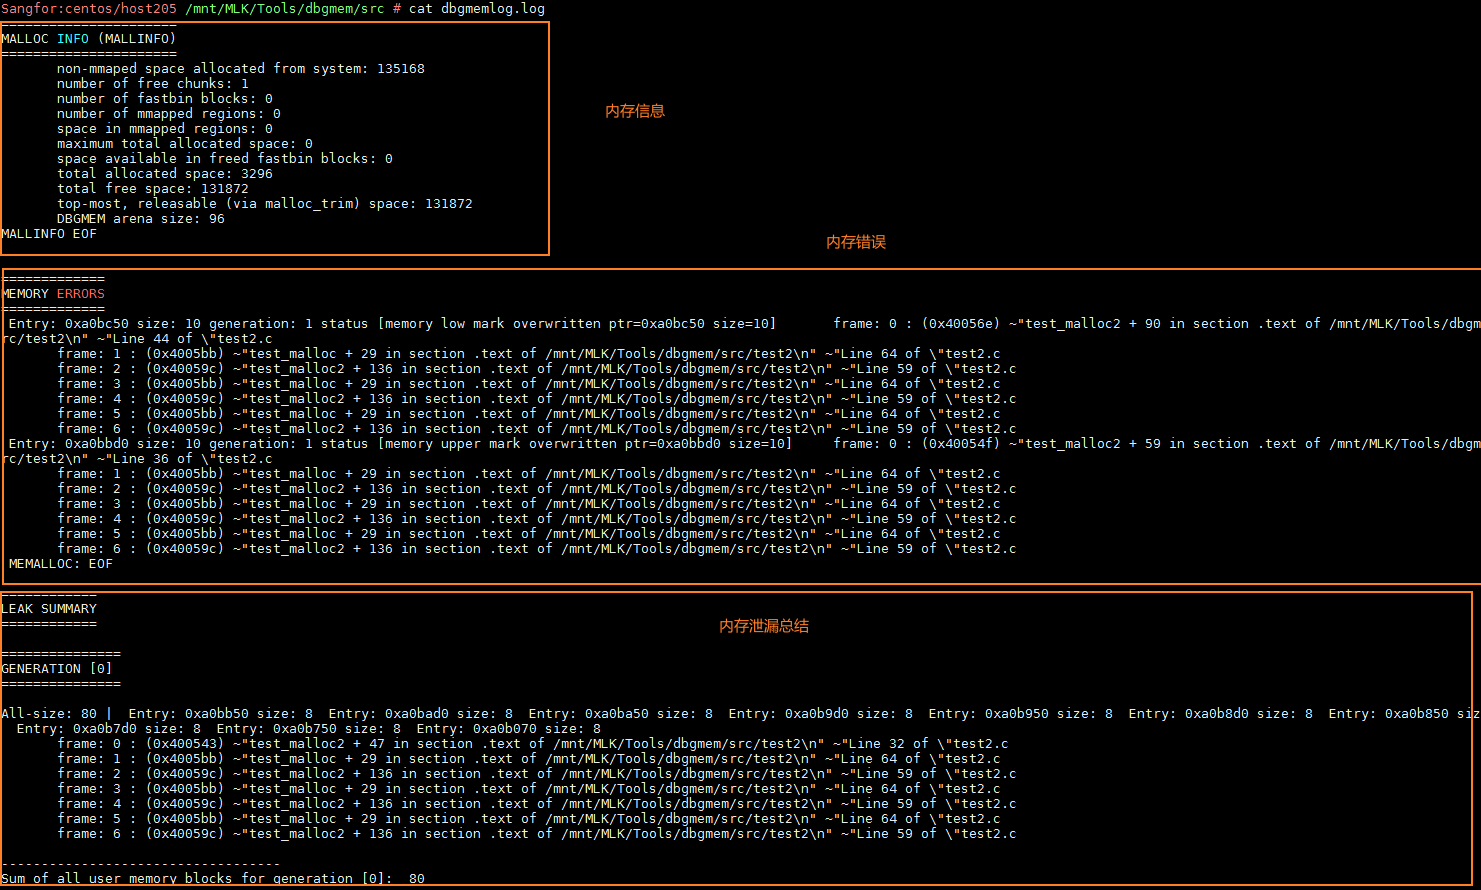 Sangfor:centos/host205 /mnt/MLK/Tools/dbgmem/src # cat dbgmemlog.log
======================
MALLOC INFO (MALLINFO)
======================
non-mmaped space allocated from system: 135168
number of free chunks: 1
number of fastbin blocks: 0
number of mmapped regions: 0
内存信息
space in mmapped regions: 0
maximum total allocated space: 0
space available in freed fastbin blocks: 0
total allocated space: 3296
total free space: 131872
top-most, releasable (via malloc_trim) space: 131872
DBGMEM arena size: 96
MALLINFO EOF
内存错误
=============
MEMORY ERRORS
=============
Entry: 0xa0bc50 size: 10 generation: 1 status [memory low mark overwritten ptr=0xa0bc50 size=10] frame: 0 : (0x40056e) ~"test_malloc2 + 90 in section .text of /mnt/MLK/Tools/dbgm
rc/test2\n" ~"Line 44 of \"test2.c
frame: 1 : (0x4005bb) ~"test_malloc + 29 in section .text of /mnt/MLK/Tools/dbgmem/src/test2\n" ~"Line 64 of \"test2.c
frame: 2 : (0x40059c) ~"test_malloc2 + 136 in section .text of /mnt/MLK/Tools/dbgmem/src/test2\n" ~"Line 59 of \"test2.c
frame: 3 : (0x4005bb) ~"test_malloc + 29 in section .text of /mnt/MLK/Tools/dbgmem/src/test2\n" ~"Line 64 of \"test2.c
frame: 4 : (0x40059c) ~"test_malloc2 + 136 in section .text of /mnt/MLK/Tools/dbgmem/src/test2\n" ~"Line 59 of \"test2.c
frame: 5 : (0x4005bb) ~"test_malloc + 29 in section .text of /mnt/MLK/Tools/dbgmem/src/test2\n" ~"Line 64 of \"test2.c
frame: 6 : (0x40059c) ~"test_malloc2 + 136 in section .text of /mnt/MLK/Tools/dbgmem/src/test2\n" ~"Line 59 of \"test2.c
Entry: 0xa0bbd0 size: 10 generation: 1 status [memory upper mark overwritten ptr=0xa0bbd0 size=10] frame: 0 : (0x40054f) ~"test_malloc2 + 59 in section .text of /mnt/MLK/Tools/dbgm
rc/test2\n" ~"Line 36 of \"test2.c
frame: 1 : (0x4005bb) ~"test_malloc + 29 in section .text of /mnt/MLK/Tools/dbgmem/src/test2\n" ~"Line 64 of \"test2.c
frame: 2 : (0x40059c) ~"test_malloc2 + 136 in section .text of /mnt/MLK/Tools/dbgmem/src/test2\n" ~"Line 59 of \"test2.c
frame: 3 : (0x4005bb) ~"test_malloc + 29 in section .text of /mnt/MLK/Tools/dbgmem/src/test2\n" ~"Line 64 of \"test2.c
frame: 4 : (0x40059c) ~"test_malloc2 + 136 in section .text of /mnt/MLK/Tools/dbgmem/src/test2\n" ~"Line 59 of \"test2.c
frame: 5 : (0x4005bb) ~"test_malloc + 29 in section .text of /mnt/MLK/Tools/dbgmem/src/test2\n" ~"Line 64 of \"test2.c
frame: 6 : (0x40059c) ~"test_malloc2 + 136 in section .text of /mnt/MLK/Tools/dbgmem/src/test2\n" ~"Line 59 of \"test2.c
MEMALLOC: EOF
============
LEAK SUMMARY
============
内存泄漏总结
===============
GENERATION [0]
===============
All-size: 80 | Entry: 0xa0bb50 size: 8 Entry: 0xa0bad0 size: 8 Entry: 0xa0ba50 size: 8 Entry: 0xa0b9d0 size: 8 Entry: 0xa0b950 size: 8 Entry: 0xa0b8d0 size: 8 Entry: 0xa0b850 siz
Entry: 0xa0b7d0 size: 8 Entry: 0xa0b750 size: 8 Entry: 0xa0b070 size: 8
frame: 0 : (0x400543) ~"test_malloc2 + 47 in section .text of /mnt/MLK/Tools/dbgmem/src/test2\n" ~"Line 32 of \"test2.c
frame: 1 : (0x4005bb) ~"test_malloc + 29 in section .text of /mnt/MLK/Tools/dbgmem/src/test2\n" ~"Line 64 of \"test2.c
frame: 2 : (0x40059c) ~"test_malloc2 + 136 in section .text of /mnt/MLK/Tools/dbgmem/src/test2\n" ~"Line 59 of \"test2.c
frame: 3 : (0x4005bb) ~"test_malloc + 29 in section .text of /mnt/MLK/Tools/dbgmem/src/test2\n" ~"Line 64 of \"test2.c
frame: 4 : (0x40059c) ~"test_malloc2 + 136 in section .text of /mnt/MLK/Tools/dbgmem/src/test2\n" ~"Line 59 of \"test2.c
frame: 5 : (0x4005bb) ~"test_malloc + 29 in section .text of /mnt/MLK/Tools/dbgmem/src/test2\n" ~"Line 64 of \"test2.c
frame: 6 : (0x40059c) ~"test_malloc2 + 136 in section .text of /mnt/MLK/Tools/dbgmem/src/test2\n" ~"Line 59 of \"test2.c
-----------------------------------
Sum of all user memory blocks for generation [0]: 80